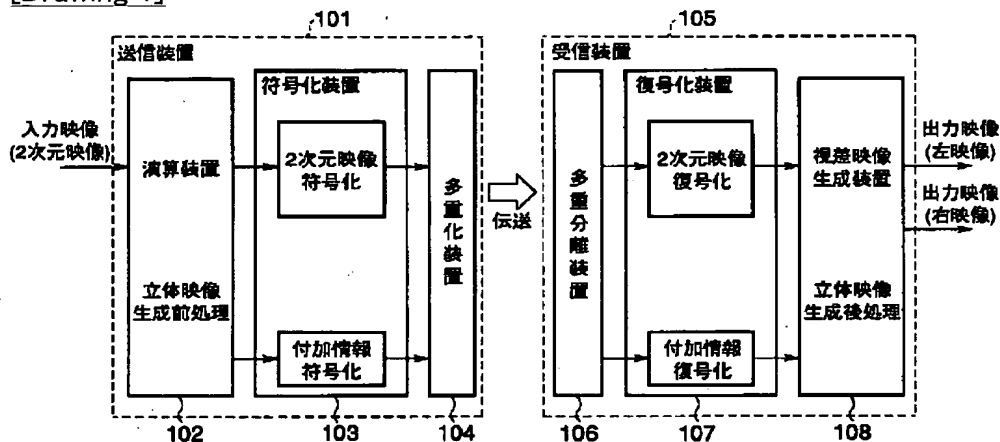 [Drawing 1]
101
105
送信装置
受信装置
符号化装置
復号化装置
入力映像
(2次元映像)
演算装置
2次元映像
符号化
多重化装置
伝送
多重分離装置
2次元映像
復号化
視差映像
生成装置
出力映像
(左映像)
出力映像
(右映像)
立体映像
生成前処理
付加情報
符号化
付加情報
復号化
立体映像
生成後処理
102
103
104
106
107
108